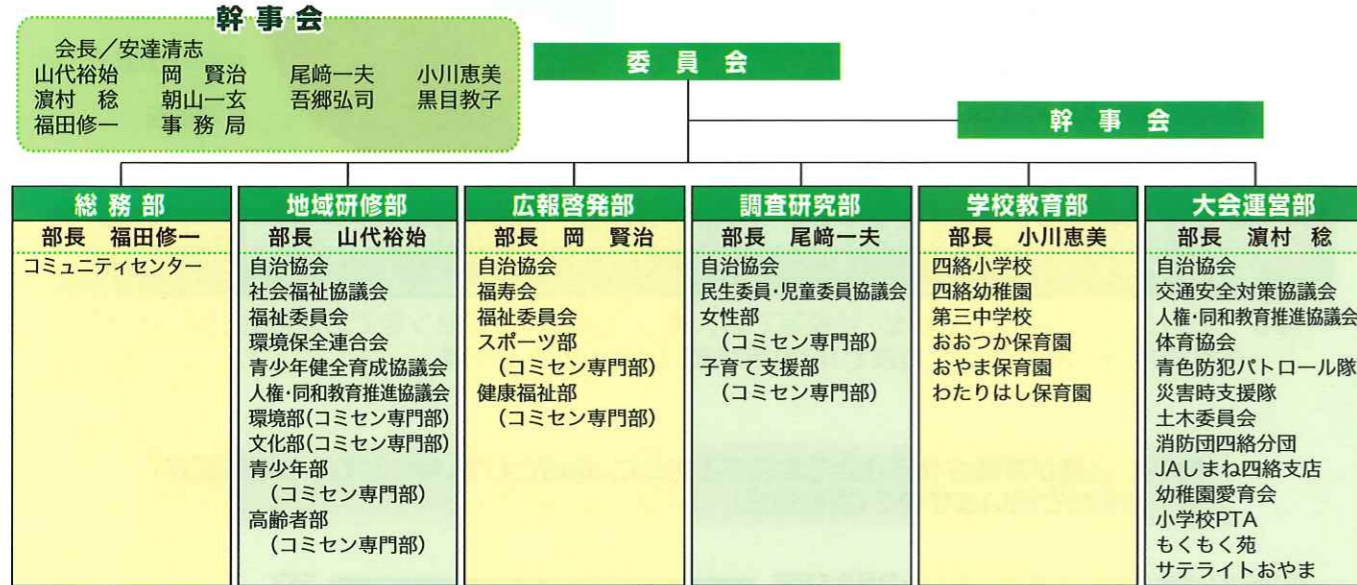 幹事会
会長／安達清志
山代裕始 岡 賢治 尾﨑一夫 小川恵美
濵村 稔 朝山一玄 吾郷弘司 黒目教子
福田修一 事務局
委員会
幹事会
総務部
部長 福田修一
コミュニティセンター
地域研修部
部長 山代裕始
自治協会
社会福祉協議会
福祉委員会
環境保全連合会
青少年健全育成協議会
人権・同和教育推進協議会
環境部(コミセン専門部)
文化部(コミセン専門部)
青少年部
(コミセン専門部)
高齢者部
(コミセン専門部)
広報啓発部
部長 岡 賢治
自治協会
福寿会
福祉委員会
スポーツ部
(コミセン専門部)
健康福祉部
(コミセン専門部)
調査研究部
部長 尾﨑一夫
自治協会
民生委員・児童委員協議会
女性部
(コミセン専門部)
子育て支援部
(コミセン専門部)
学校教育部
部長 小川恵美
四絡小学校
四絡幼稚園
第三中学校
おおつか保育園
おやま保育園
わたりはし保育園
大会運営部
部長 濵村 稔
自治協会
交通安全対策協議会
人権・同和教育推進協議会
体育協会
青色防犯パトロール隊
災害時支援隊
土木委員会
消防団四絡分団
JAしまね四絡支店
幼稚園愛育会
小学校PTA
もくもく苑
サテライトおやま